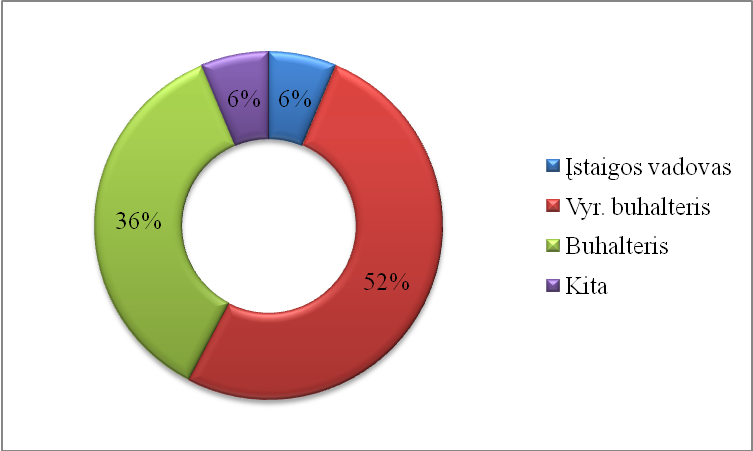 6% 6%
36%
52%
Įstaigos vadovas
Vyr. buhalteris
Buhalteris
Kita